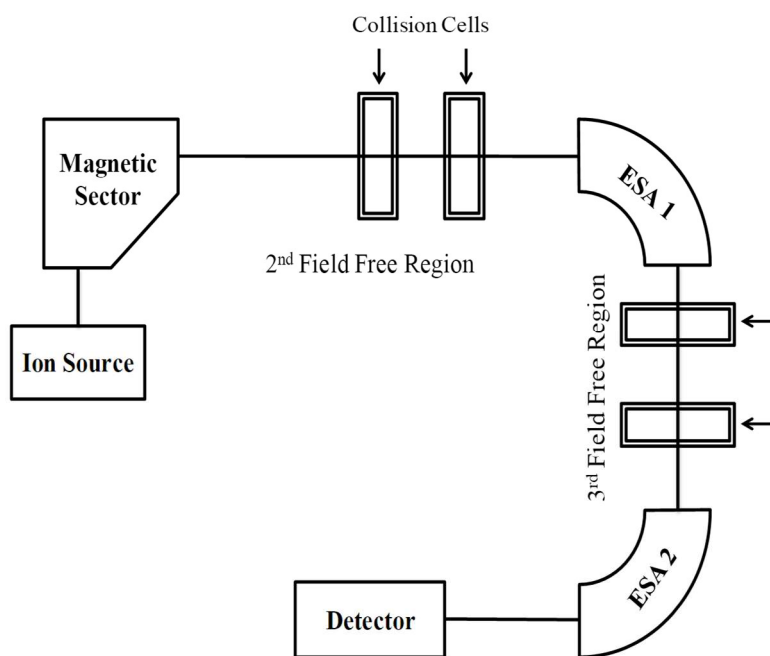 Collision Cells
Magnetic
Sector
ESA 1
2nd Field Free Region
3rd Field Free Region
Ion Source
ESA 2
Detector